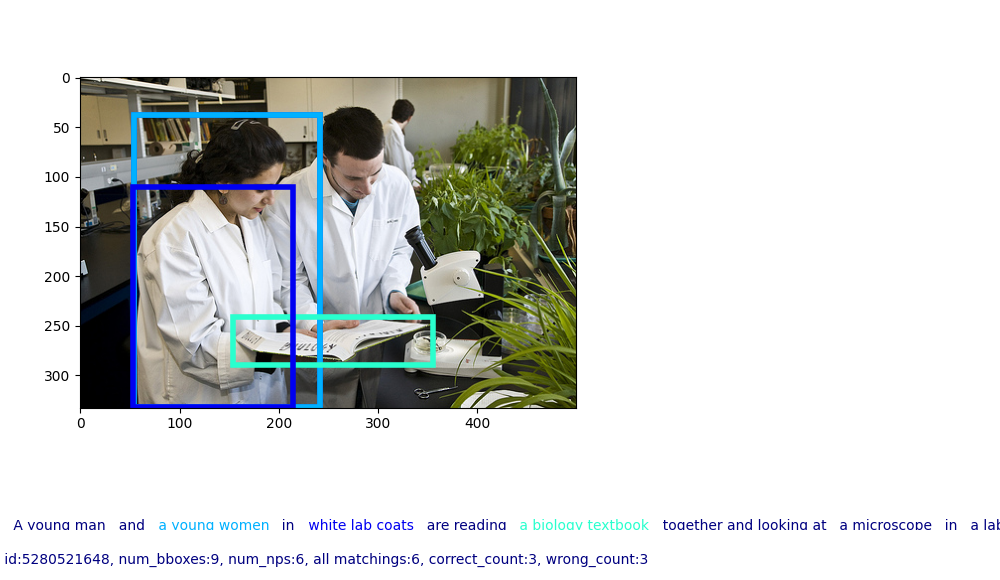 0
50
100
150
200
250
300
0 100 200 300 400
BIOLOGY
A young man and a young women in white lab coats are reading a biology textbook together and looking at a microscope in a lab
id:5280521648, num_bboxes:9, num_nps:6, all matchings:6, correct_count:3, wrong_count:3